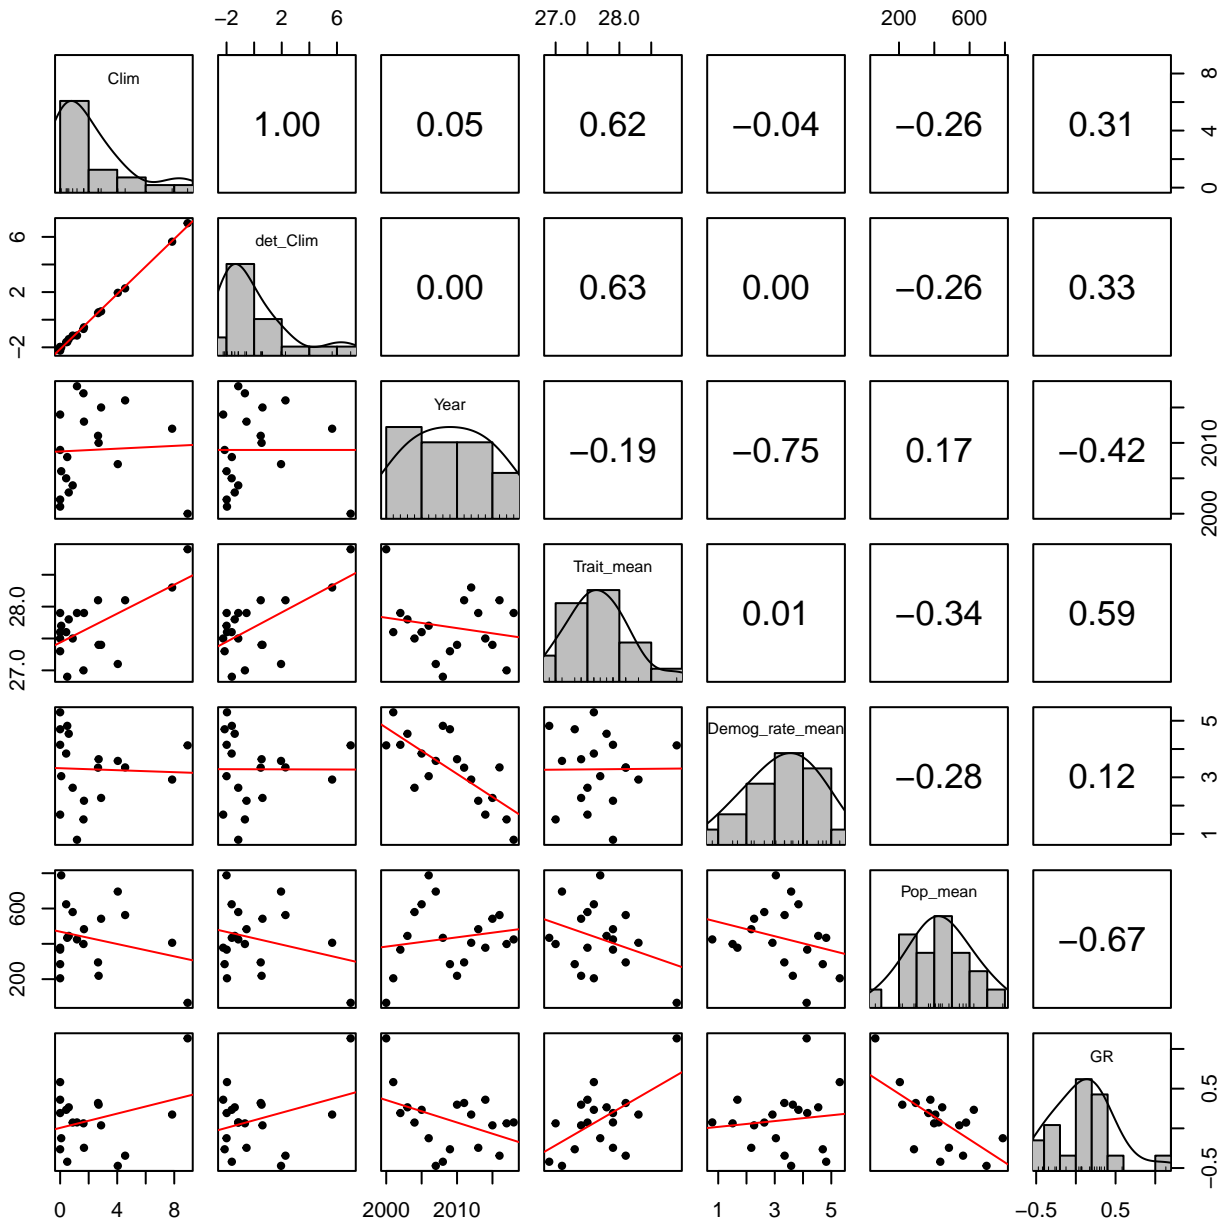 −2 2 6 27.0 28.0 200 600
Clim 1.00 0.05 0.62 −0.04 −0.26 0.31 0 4 8
−2 2 6 det_Clim 0.00 0.63 0.00 −0.26 0.33
Year −0.19 −0.75 0.17 −0.42 2000 2010
27.0 28.0 Trait_mean 0.01 −0.34 0.59
Demog_rate_mean −0.28 0.12 1 3 5
200 600 Pop_mean −0.67
GR −0.5 0.5
0 4 8 2000 2010 1 3 5 −0.5 0.5